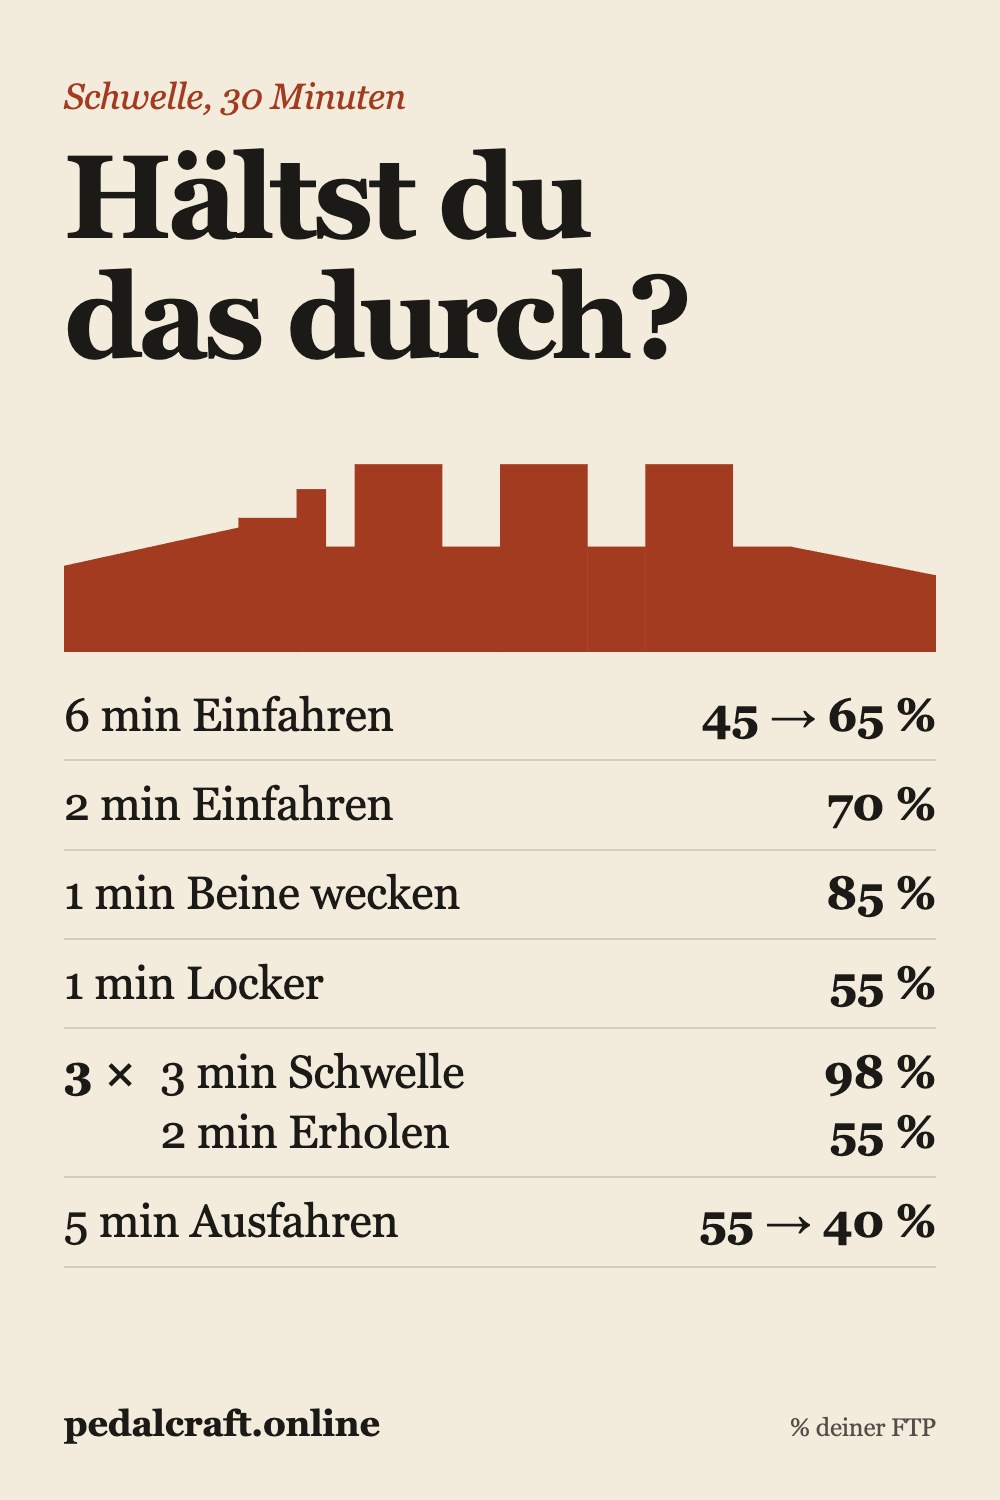 Schwelle, 30 Minuten
Hältst du
das durch?
6 min Einfahren 45 → 65 %
2 min Einfahren 70 %
1 min Beine wecken 85 %
1 min Locker 55 %
3 × 3 min Schwelle 98 %
2 min Erholen 55 %
5 min Ausfahren 55 → 40 %
pedalcraft.online % deiner FTP